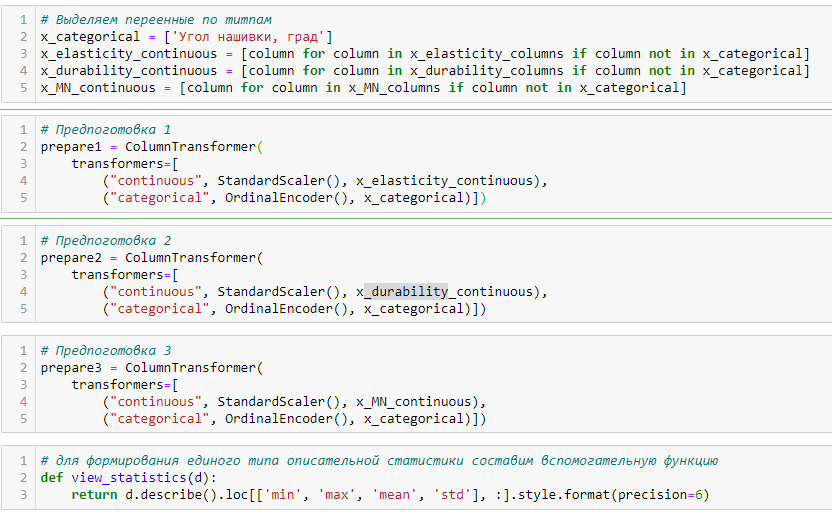 1 # Выделяем переенные по титпам
2 x_categorical = ['Угол нашивки, град']
3 x_elasticity_continuous = [column for column in x_elasticity_columns if column not in x_categorical]
4 x_durability_continuous = [column for column in x_durability_columns if column not in x_categorical]
5 x_MN_continuous = [column for column in x_MN_columns if column not in x_categorical]
1 # Предпоготовка 1
2 prepare1 = ColumnTransformer(
3     transformers=[
4         ("continuous", StandardScaler(), x_elasticity_continuous),
5         ("categorical", OrdinalEncoder(), x_categorical)])
1 # Предпоготовка 2
2 prepare2 = ColumnTransformer(
3     transformers=[
4         ("continuous", StandardScaler(), x_durability_continuous),
5         ("categorical", OrdinalEncoder(), x_categorical)])
1 # Предпоготовка 3
2 prepare3 = ColumnTransformer(
3     transformers=[
4         ("continuous", StandardScaler(), x_MN_continuous),
5         ("categorical", OrdinalEncoder(), x_categorical)])
1 # для формирования единого типа описательной статистики составим вспомогательную функцию
2 def view_statistics(d):
3     return d.describe().loc[['min', 'max', 'mean', 'std'], :].style.format(precision=6)